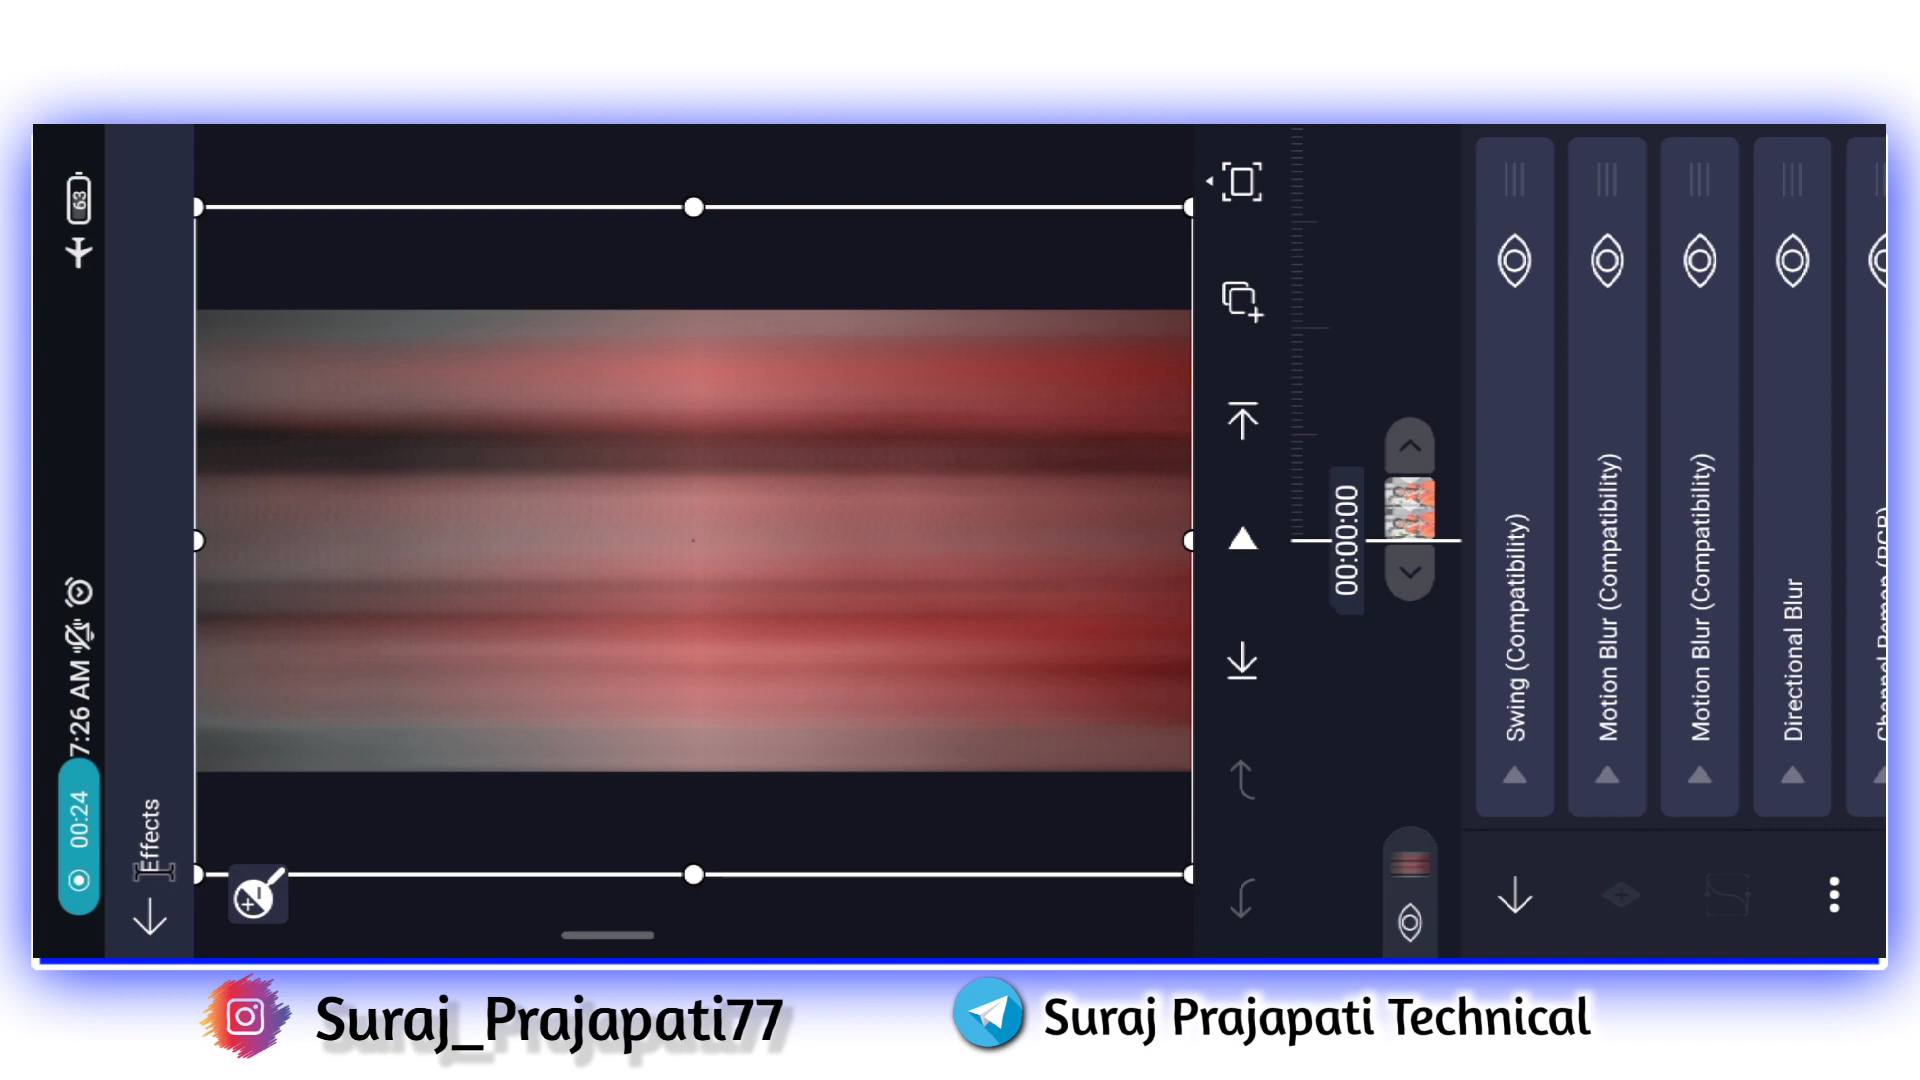 63
7:26 AM
00:24
Effects
00:00:00
Swing (Compatibility)
Motion Blur (Compatibility)
Motion Blur (Compatibility)
Directional Blur
Suraj_Prajapati77
Suraj Prajapati Technical